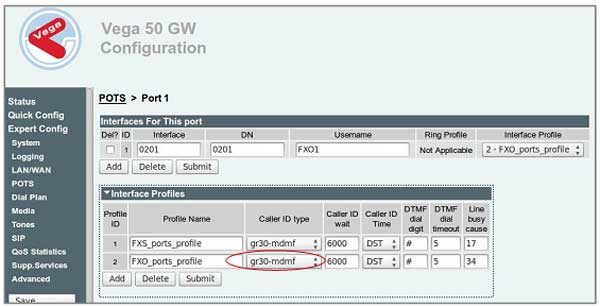 Vega
Vega 50 GW
Configuration
Status
Quick Config
Expert Config
System
Logging
LAN/WAN
POTS
Dial Plan
Media
Tones
SIP
QoS Statistics
Supp.Services
Advanced
Save
POTS > Port 1
Interfaces For This port
Del? ID Interface DN Username Ring Profile Interface Profile
1 0201 0201 FXO1 Not Applicable 2 - FXO_ports_profile
Add Delete Submit
Interface Profiles
Profile ID Profile Name Caller ID type Caller ID wait Caller ID Time DTMF dial digit DTMF dial timeout Line busy cause
1 FXS_ports_profile gr30-mdmf 6000 DST # 5 17
2 FXO_ports_profile gr30-mdmf 6000 DST # 5 34
Add Delete Submit